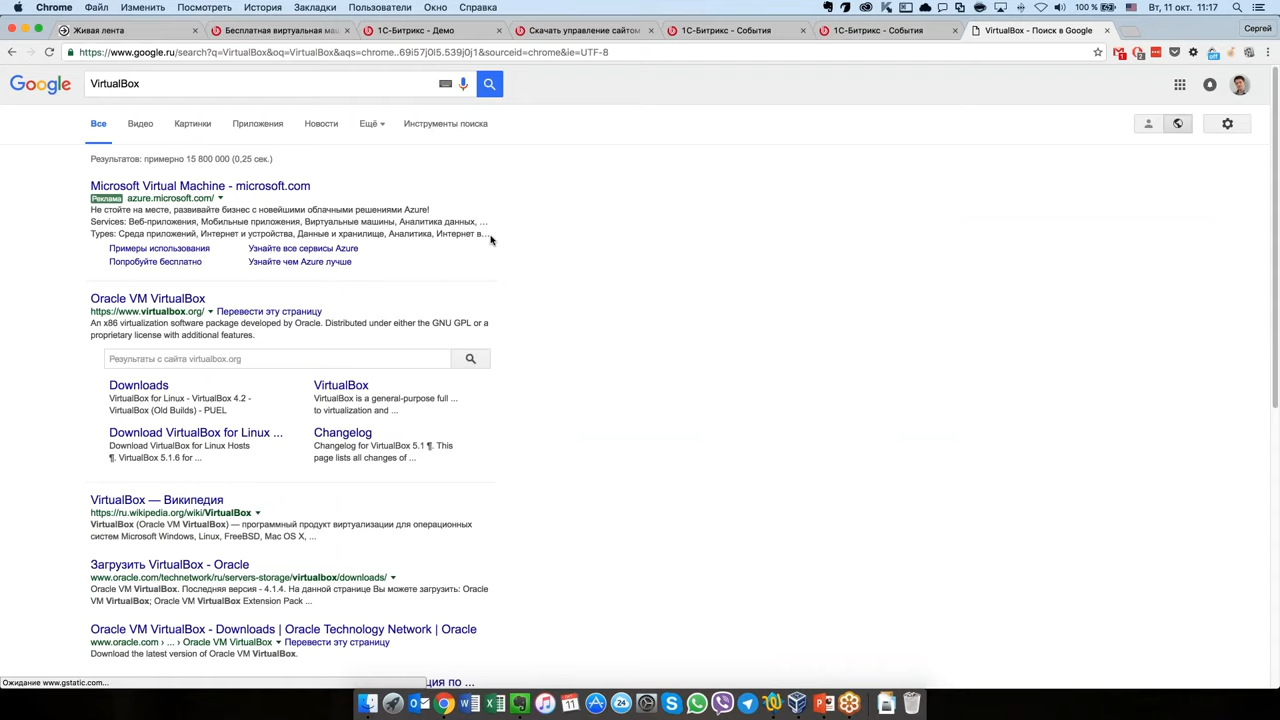 Chrome Файл Изменить Посмотреть История Закладки Пользователи Окно Справка 100 % Вт, 11 окт. 11:17
Живая лента Бесплатная виртуальная маш 1С-Битрикс - Демо Скачать управление сайтом 1С-Битрикс - События 1С-Битрикс - События VirtualBox - Поиск в Google Сергей
https://www.google.ru/search?q=VirtualBox&oq=VirtualBox&aqs=chrome..69i57j0l5.539j0j1&sourceid=chrome&ie=UTF-8
Google VirtualBox
Все Видео Картинки Приложения Новости Ещё Инструменты поиска
Результатов: примерно 15 800 000 (0,25 сек.)
Microsoft Virtual Machine - microsoft.com
Реклама azure.microsoft.com/
Не стойте на месте, развивайте бизнес с новейшими облачными решениями Azure!
Services: Веб-приложения, Мобильные приложения, Виртуальные машины, Аналитика данных, ...
Types: Среда приложений, Интернет и устройства, Данные и хранилище, Аналитика, Интернет в...
Примеры использования Узнайте все сервисы Azure
Попробуйте бесплатно Узнайте чем Azure лучше
Oracle VM VirtualBox
https://www.virtualbox.org/ Перевести эту страницу
An x86 virtualization software package developed by Oracle. Distributed under either the GNU GPL or a
proprietary license with additional features.
Результаты с сайта virtualbox.org
Downloads VirtualBox
VirtualBox for Linux - VirtualBox 4.2 - VirtualBox is a general-purpose full ...
VirtualBox (Old Builds) - PUEL to virtualization and ...
Download VirtualBox for Linux ... Changelog
Download VirtualBox for Linux Hosts Changelog for VirtualBox 5.1 ¶. This
¶. VirtualBox 5.1.6 for ... page lists all changes of ...
VirtualBox — Википедия
https://ru.wikipedia.org/wiki/VirtualBox
VirtualBox (Oracle VM VirtualBox) — программный продукт виртуализации для операционных
систем Microsoft Windows, Linux, FreeBSD, Mac OS X, ...
Загрузить VirtualBox - Oracle
www.oracle.com/technetwork/ru/servers-storage/virtualbox/downloads/
Oracle VM VirtualBox. Последняя версия - 4.1.4. На данной странице Вы можете загрузить: Oracle
VM VirtualBox; Oracle VM VirtualBox Extension Pack ...
Oracle VM VirtualBox - Downloads | Oracle Technology Network | Oracle
www.oracle.com › ... › Oracle VM VirtualBox Перевести эту страницу
Download the latest version of Oracle VM VirtualBox.
Ожидание www.gstatic.com...